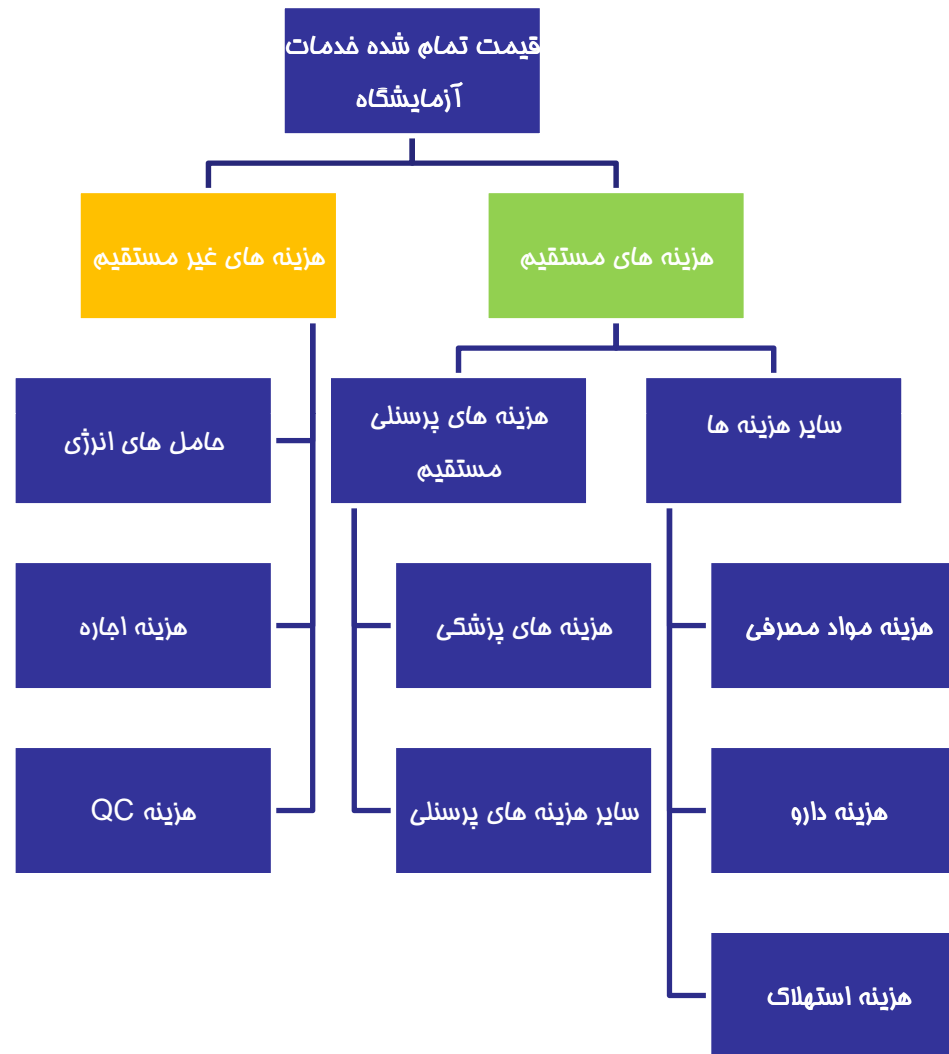 قیمت تمام شده خدمات
آزمایشگاه
هزینه های مستقیم
هزینه های غیر مستقیم
سایر هزینه ها
هزینه های پرسنلی
مستقیم
حامل های انرژی
هزینه مواد مصرفی
هزینه های پزشکی
هزینه اجاره
هزینه دارو
سایر هزینه های پرسنلی
هزینه QC
هزینه استهلاک